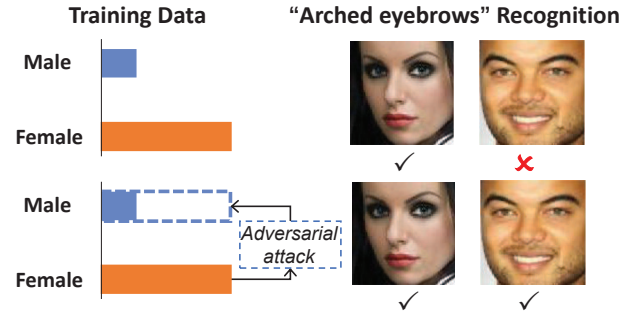 Training Data
“Arched eyebrows” Recognition
Male
Female
✓ ✘
Male
Adversarial
attack
Female
✓ ✓